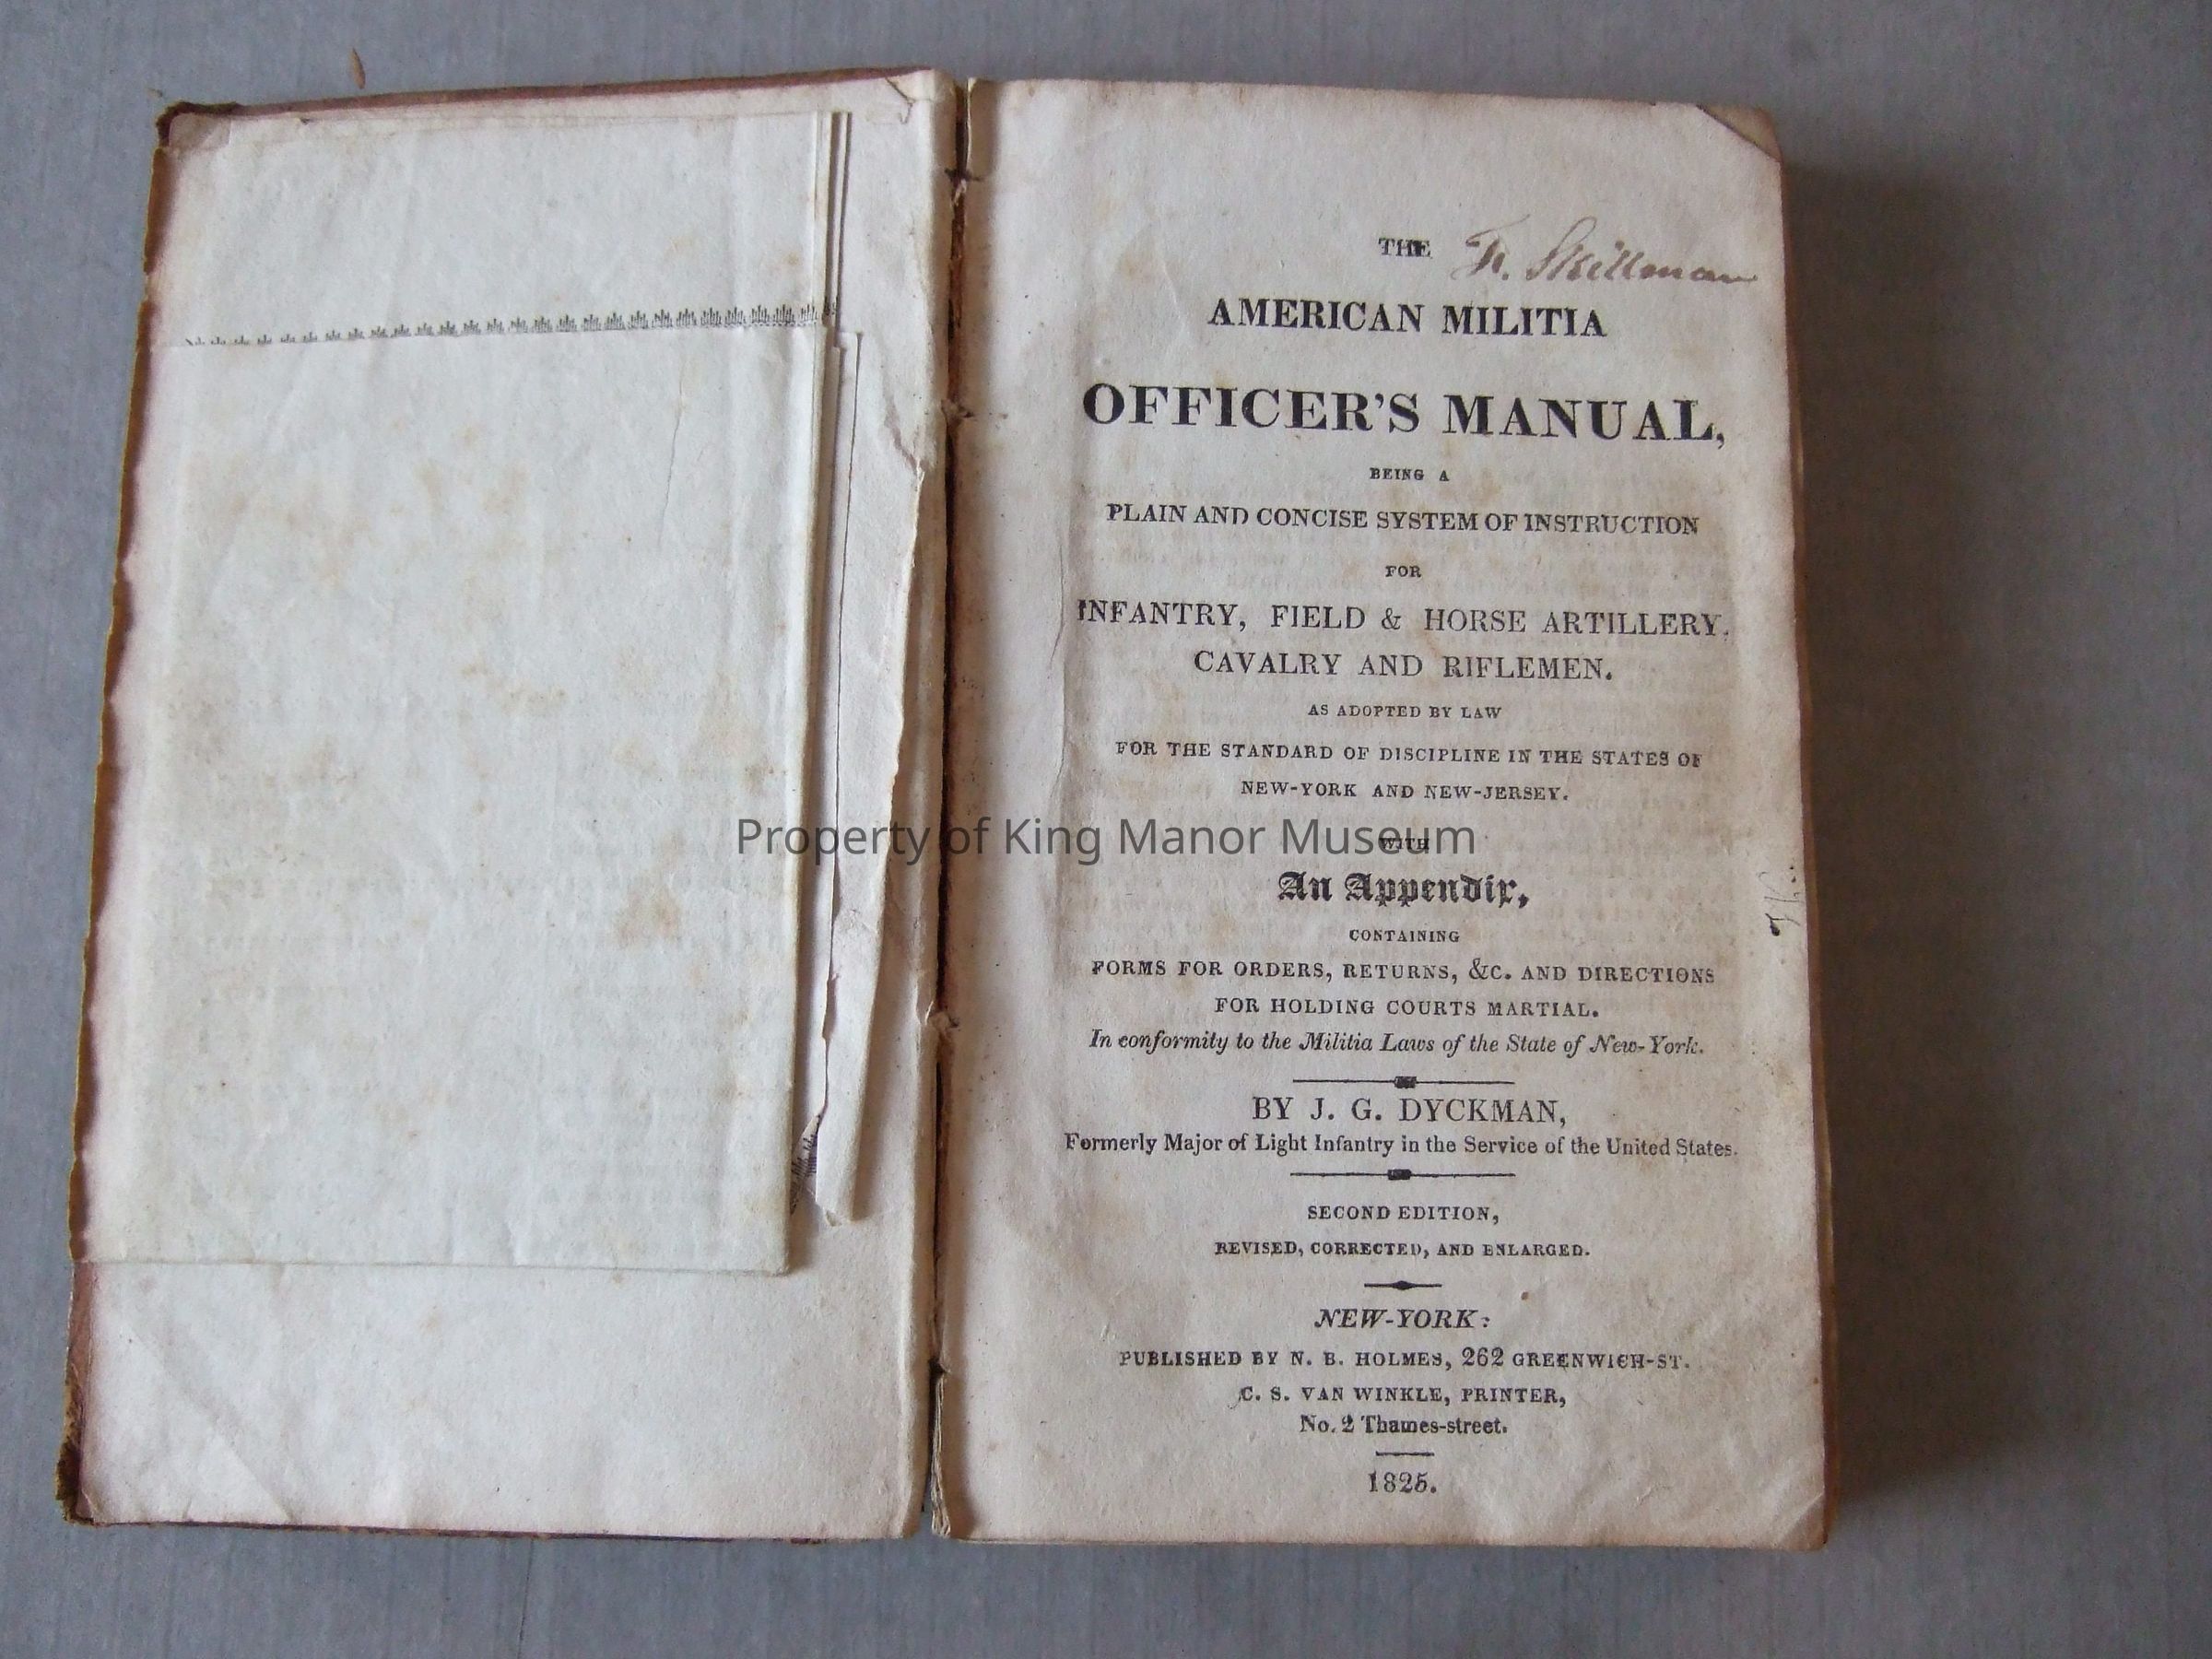 THE
F. Skillman
AMERICAN MILITIA
OFFICER'S MANUAL,
BEING A
PLAIN AND CONCISE SYSTEM OF INSTRUCTION
FOR
INFANTRY, FIELD & HORSE ARTILLERY,
CAVALRY AND RIFLEMEN.
AS ADOPTED BY LAW
FOR THE STANDARD OF DISCIPLINE IN THE STATES OF
NEW-YORK AND NEW-JERSEY.
Property of King Manor Museum
WITH
An Appendix,
CONTAINING
FORMS FOR ORDERS, RETURNS, &C. AND DIRECTIONS
FOR HOLDING COURTS MARTIAL.
In conformity to the Militia Laws of the State of New-York.
BY J. G. DYCKMAN,
Formerly Major of Light Infantry in the Service of the United States.
SECOND EDITION,
REVISED, CORRECTED, AND ENLARGED.
NEW-YORK:
PUBLISHED BY N. B. HOLMES, 262 GREENWICH-ST.
C. S. VAN WINKLE, PRINTER,
No. 2 Thames-street.
1825.